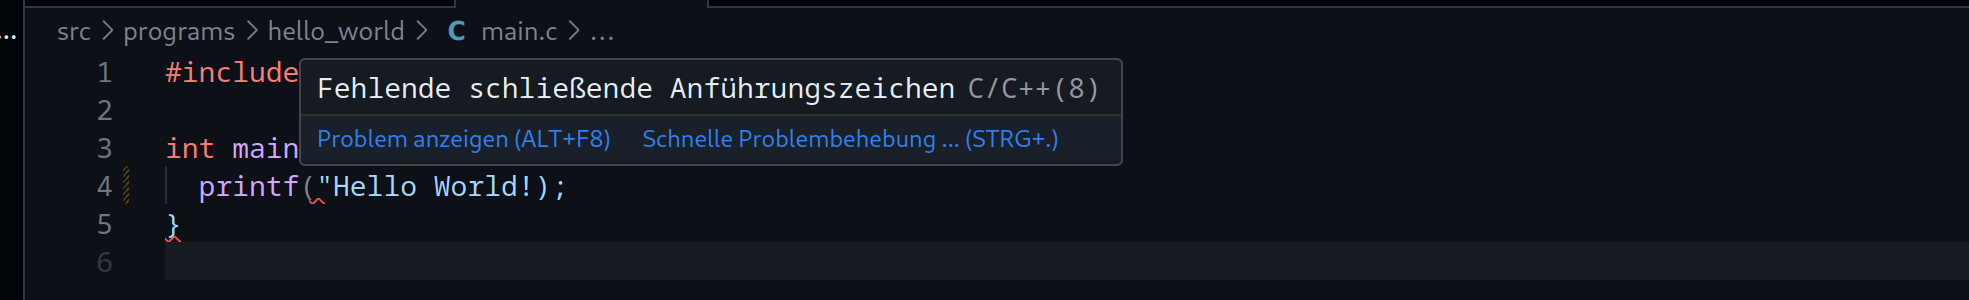 ...
src > programs > hello_world > C main.c > ...
1 #include
Fehlende schließende Anführungszeichen C/C++(8)
2
Problem anzeigen (ALT+F8) Schnelle Problembehebung ... (STRG+.)
3 int main
4 printf("Hello World!);
5 }
6